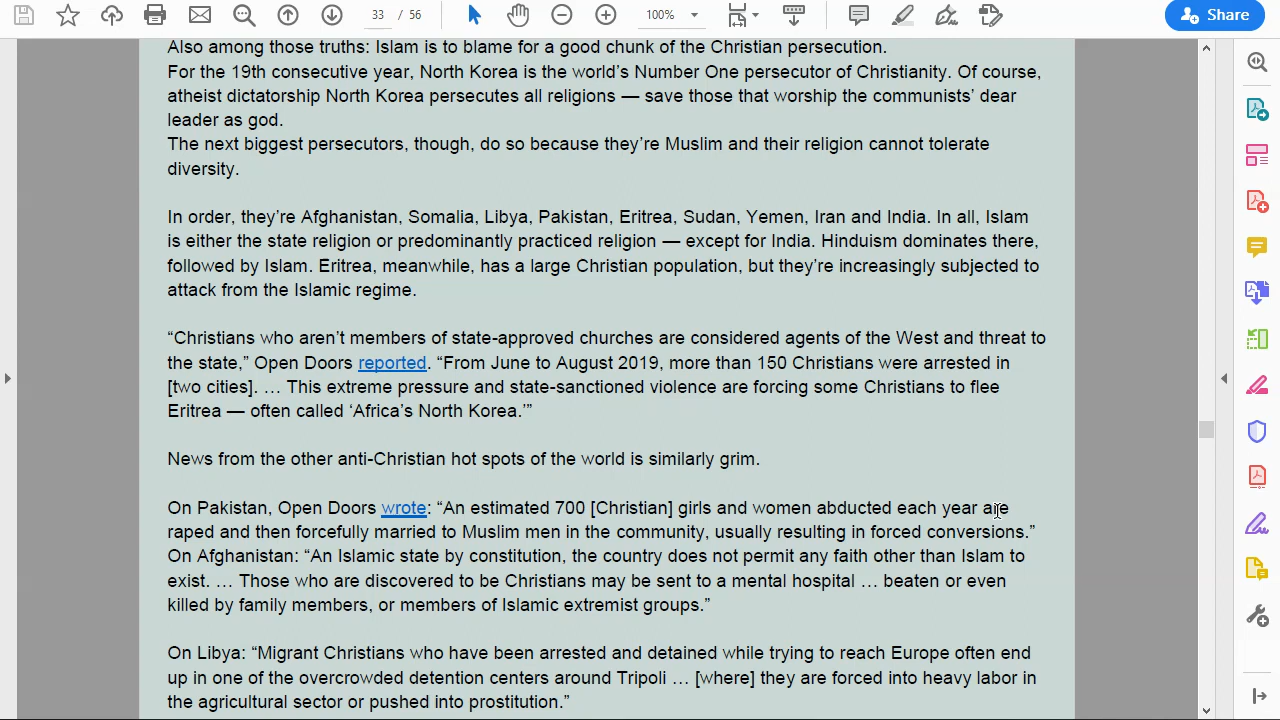 33 / 56
100%
Share
Also among those truths: Islam is to blame for a good chunk of the Christian persecution.
For the 19th consecutive year, North Korea is the world’s Number One persecutor of Christianity. Of course,
atheist dictatorship North Korea persecutes all religions — save those that worship the communists’ dear
leader as god.
The next biggest persecutors, though, do so because they’re Muslim and their religion cannot tolerate
diversity.
In order, they’re Afghanistan, Somalia, Libya, Pakistan, Eritrea, Sudan, Yemen, Iran and India. In all, Islam
is either the state religion or predominantly practiced religion — except for India. Hinduism dominates there,
followed by Islam. Eritrea, meanwhile, has a large Christian population, but they’re increasingly subjected to
attack from the Islamic regime.
“Christians who aren’t members of state-approved churches are considered agents of the West and threat to
the state,” Open Doors reported. “From June to August 2019, more than 150 Christians were arrested in
[two cities]. … This extreme pressure and state-sanctioned violence are forcing some Christians to flee
Eritrea — often called ‘Africa’s North Korea.’”
News from the other anti-Christian hot spots of the world is similarly grim.
On Pakistan, Open Doors wrote: “An estimated 700 [Christian] girls and women abducted each year are
raped and then forcefully married to Muslim men in the community, usually resulting in forced conversions.”
On Afghanistan: “An Islamic state by constitution, the country does not permit any faith other than Islam to
exist. … Those who are discovered to be Christians may be sent to a mental hospital … beaten or even
killed by family members, or members of Islamic extremist groups.”
On Libya: “Migrant Christians who have been arrested and detained while trying to reach Europe often end
up in one of the overcrowded detention centers around Tripoli … [where] they are forced into heavy labor in
the agricultural sector or pushed into prostitution.”